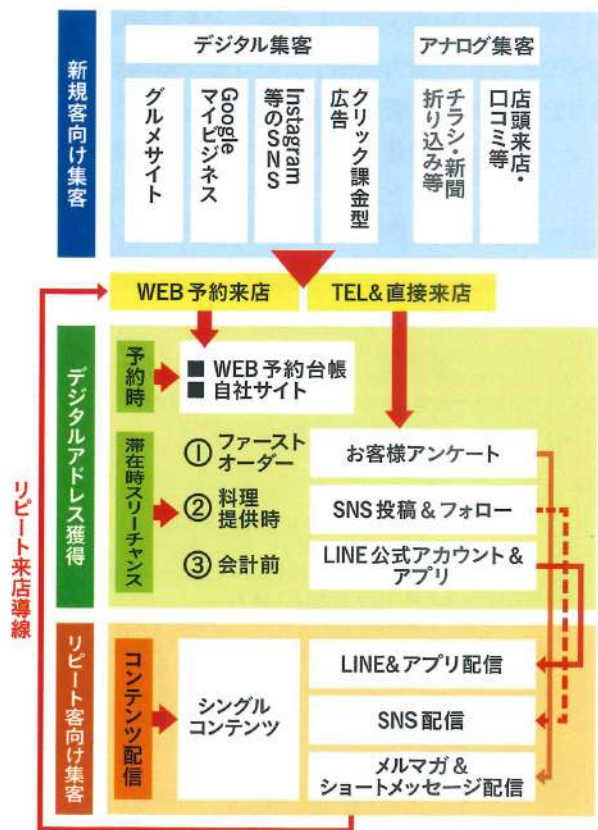 新規客向け集客
デジタル集客
グルメサイト
Google
マイビジネス
Instagram
等のSNS
クリック課金型
広告
アナログ集客
チラシ・新聞
折り込み等
店頭来店・
口コミ等
WEB予約来店
TEL&直接来店
デジタルアドレス獲得
予約時
■ WEB予約台帳
■ 自社サイト
滞在時スリーチャンス
① ファースト
オーダー
② 料理
提供時
③ 会計前
お客様アンケート
SNS投稿&フォロー
LINE公式アカウント&
アプリ
リピート来店導線
リピート客向け集客
コンテンツ配信
シングル
コンテンツ
LINE&アプリ配信
SNS配信
メルマガ&
ショートメッセージ配信